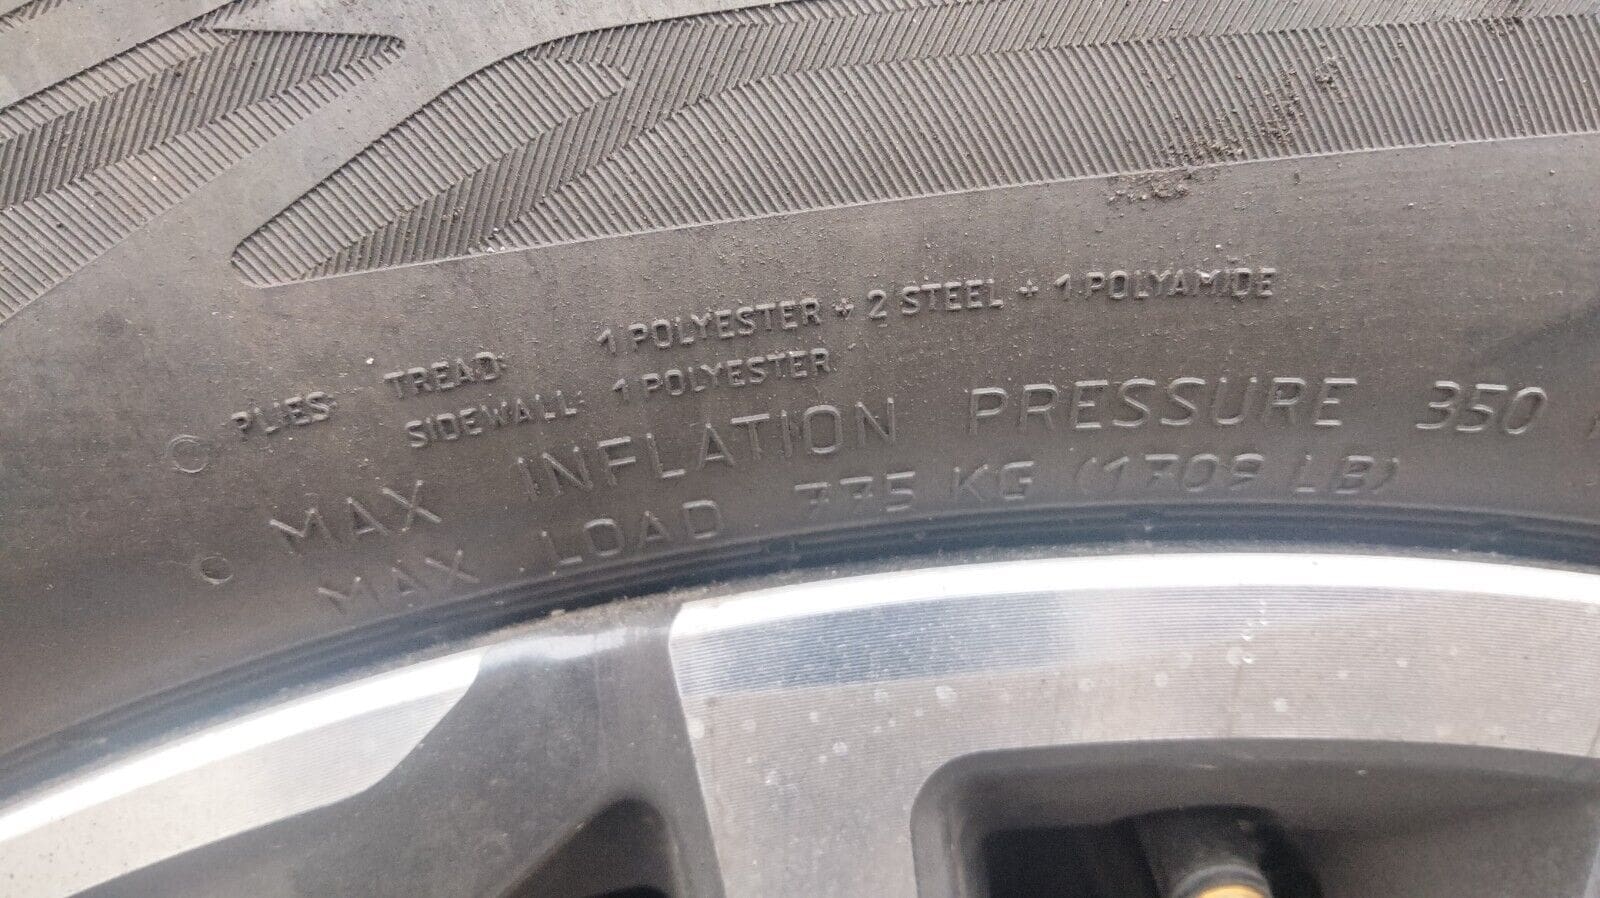 PLIES: TREAD: 1 POLYESTER + 2 STEEL + 1 POLYAMIDE
SIDEWALL: 1 POLYESTER
MAX INFLATION PRESSURE 350
MAX LOAD 775 KG (1709 LB)